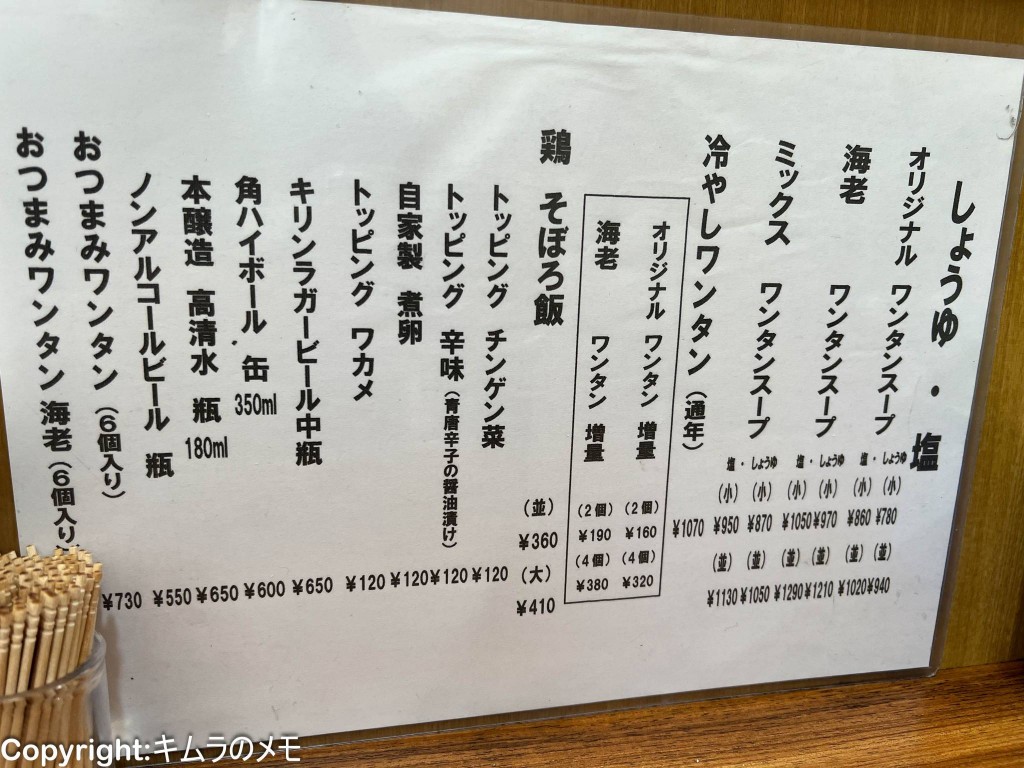 しょうゆ・塩
オリジナル ワンタンスープ しょうゆ (小) ¥780 (並) ¥940
・塩 (小) ¥860 (並) ¥1020
海老 ワンタンスープ しょうゆ (小) ¥970 (並) ¥1210
・塩 (小) ¥1050 (並) ¥1290
ミックス ワンタンスープ しょうゆ (小) ¥870 (並) ¥1050
・塩 (小) ¥950 (並) ¥1130
冷やしワンタン (通年) ¥1070
オリジナル ワンタン 増量 (2個) ¥160 (4個) ¥320
海老 ワンタン 増量 (2個) ¥190 (4個) ¥380
鶏 そぼろ飯 (並) ¥360 (大) ¥410
トッピング チンゲン菜 ¥120
トッピング 辛味 (青唐辛子の醤油漬け) ¥120
自家製 煮卵 ¥120
トッピング ワカメ ¥120
キリンラガービール中瓶 ¥650
角ハイボール 缶 350ml ¥600
本醸造 高清水 瓶 180ml ¥650
ノンアルコールビール 瓶 ¥550
おつまみワンタン (6個入り) ¥730
おつまみワンタン 海老 (6個入り
Copyright:キムラのメモ